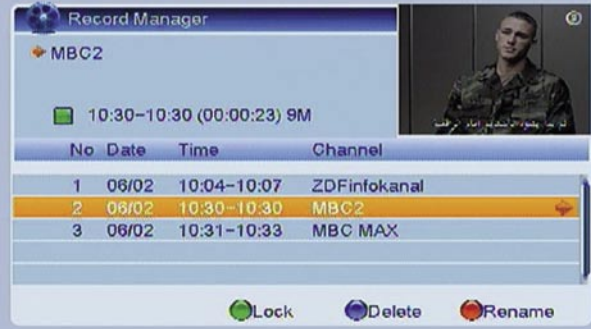 Record Manager
MBC2
10:30-10:30 (00:00:23) 9M
No Date Time Channel
1 06/02 10:04-10:07 ZDFinfokanal
2 06/02 10:30-10:30 MBC2
3 06/02 10:31-10:33 MBC MAX
Lock Delete Rename